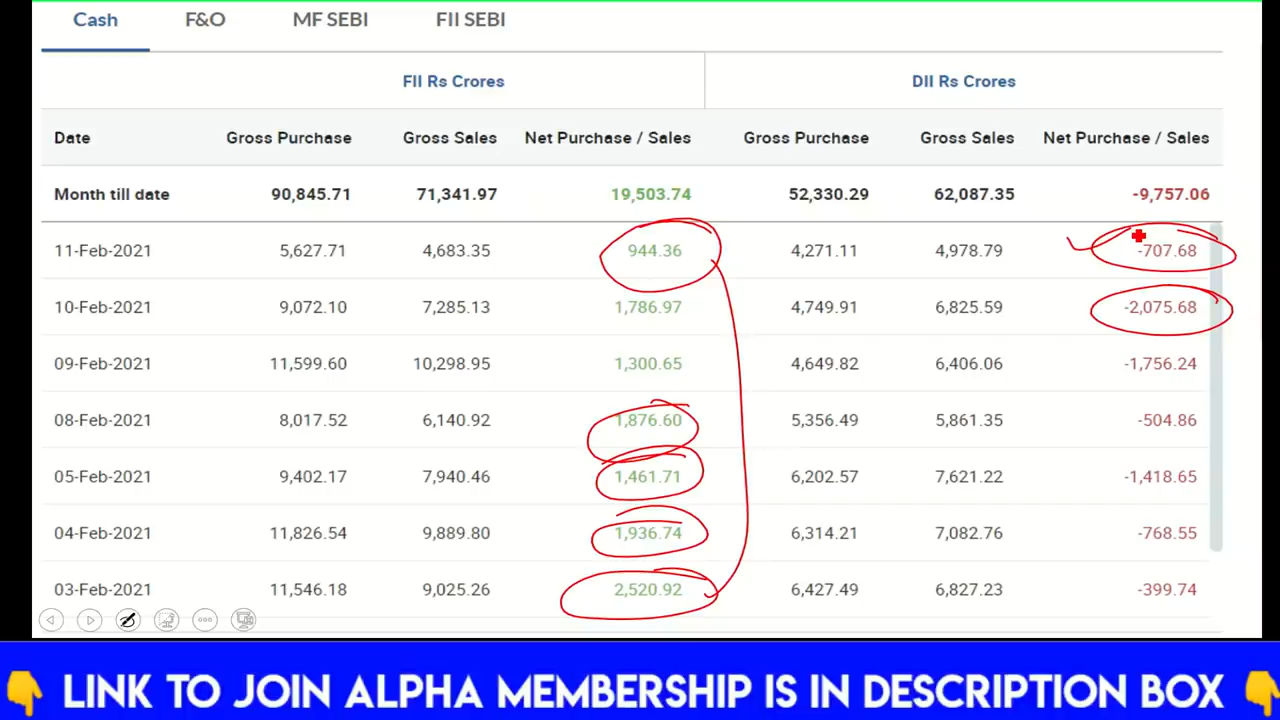 Cash F&O MF SEBI FII SEBI
FII Rs Crores DII Rs Crores
Date Gross Purchase Gross Sales Net Purchase / Sales Gross Purchase Gross Sales Net Purchase / Sales
Month till date 90,845.71 71,341.97 19,503.74 52,330.29 62,087.35 -9,757.06
11-Feb-2021 5,627.71 4,683.35 944.36 4,271.11 4,978.79 -707.68
10-Feb-2021 9,072.10 7,285.13 1,786.97 4,749.91 6,825.59 -2,075.68
09-Feb-2021 11,599.60 10,298.95 1,300.65 4,649.82 6,406.06 -1,756.24
08-Feb-2021 8,017.52 6,140.92 1,876.60 5,356.49 5,861.35 -504.86
05-Feb-2021 9,402.17 7,940.46 1,461.71 6,202.57 7,621.22 -1,418.65
04-Feb-2021 11,826.54 9,889.80 1,936.74 6,314.21 7,082.76 -768.55
03-Feb-2021 11,546.18 9,025.26 2,520.92 6,427.49 6,827.23 -399.74
👇 LINK TO JOIN ALPHA MEMBERSHIP IS IN DESCRIPTION BOX 👇